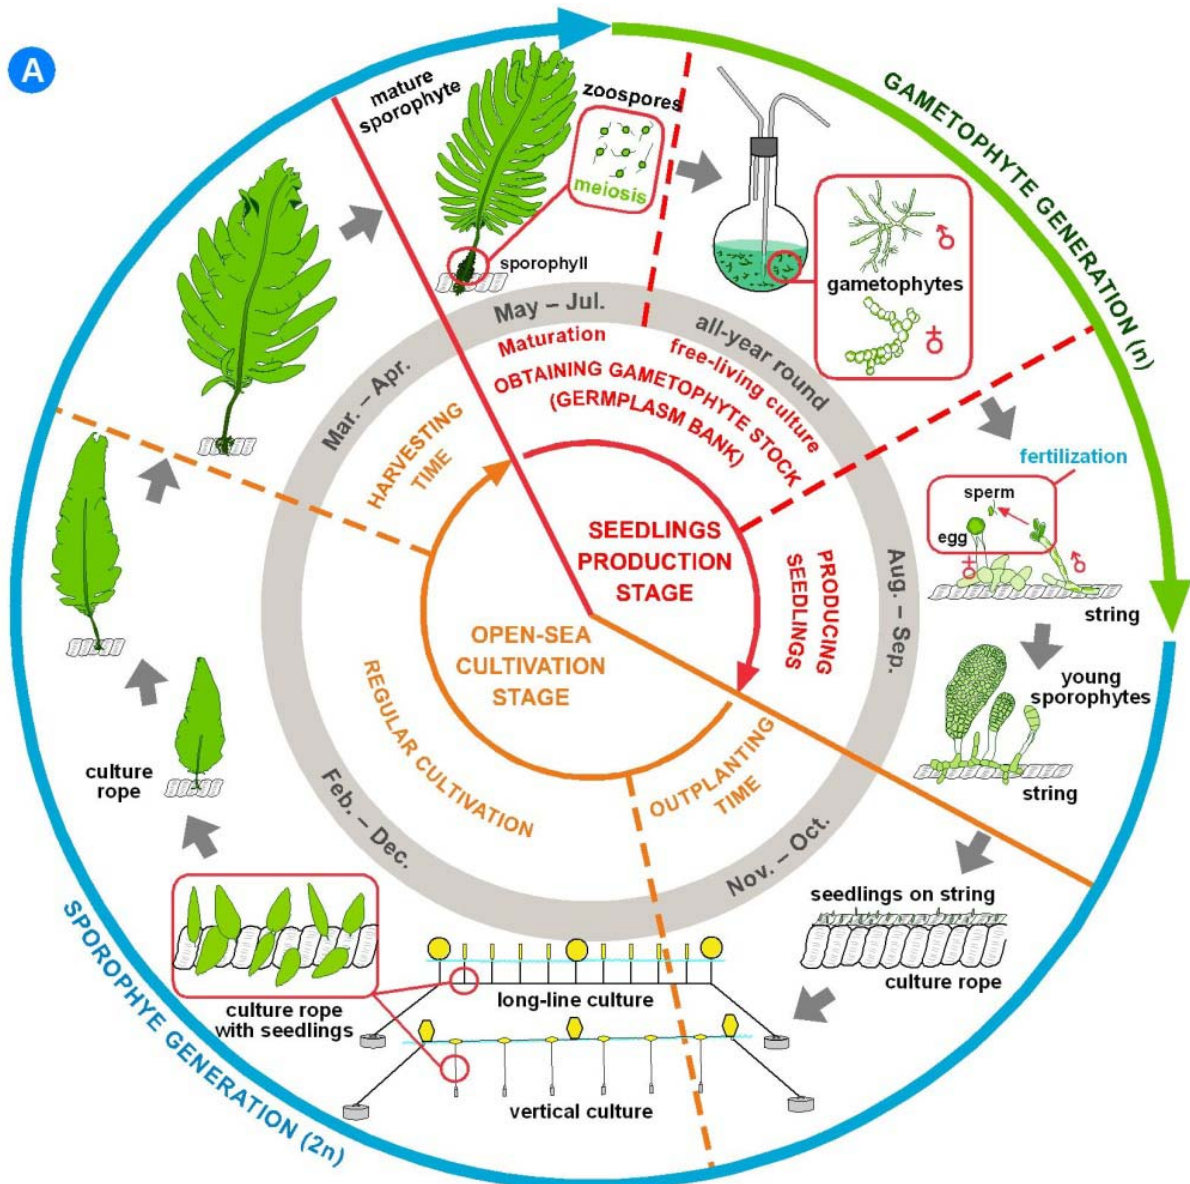 A
mature
sporophyte
zoospores
meiosis
sporophyll
GAMETOPHYTE GENERATION (n)
gametophytes
♂
♀
May – Jul.
all-year round
Maturation
free-living culture
OBTAINING GAMETOPHYTE STOCK
(GERMPLASM BANK)
Mar. – Apr.
HARVESTING
TIME
fertilization
sperm
egg
♀
♂
string
SEEDLINGS
PRODUCTION
STAGE
PRODUCING
SEEDLINGS
Aug. – Sep.
young
sporophytes
string
OPEN-SEA
CULTIVATION
STAGE
REGULAR CULTIVATION
OUTPLANTING
TIME
culture
rope
Feb. – Dec.
Nov. – Oct.
seedlings on string
culture rope
long-line culture
culture rope
with seedlings
vertical culture
SPOROPHYE GENERATION (2n)